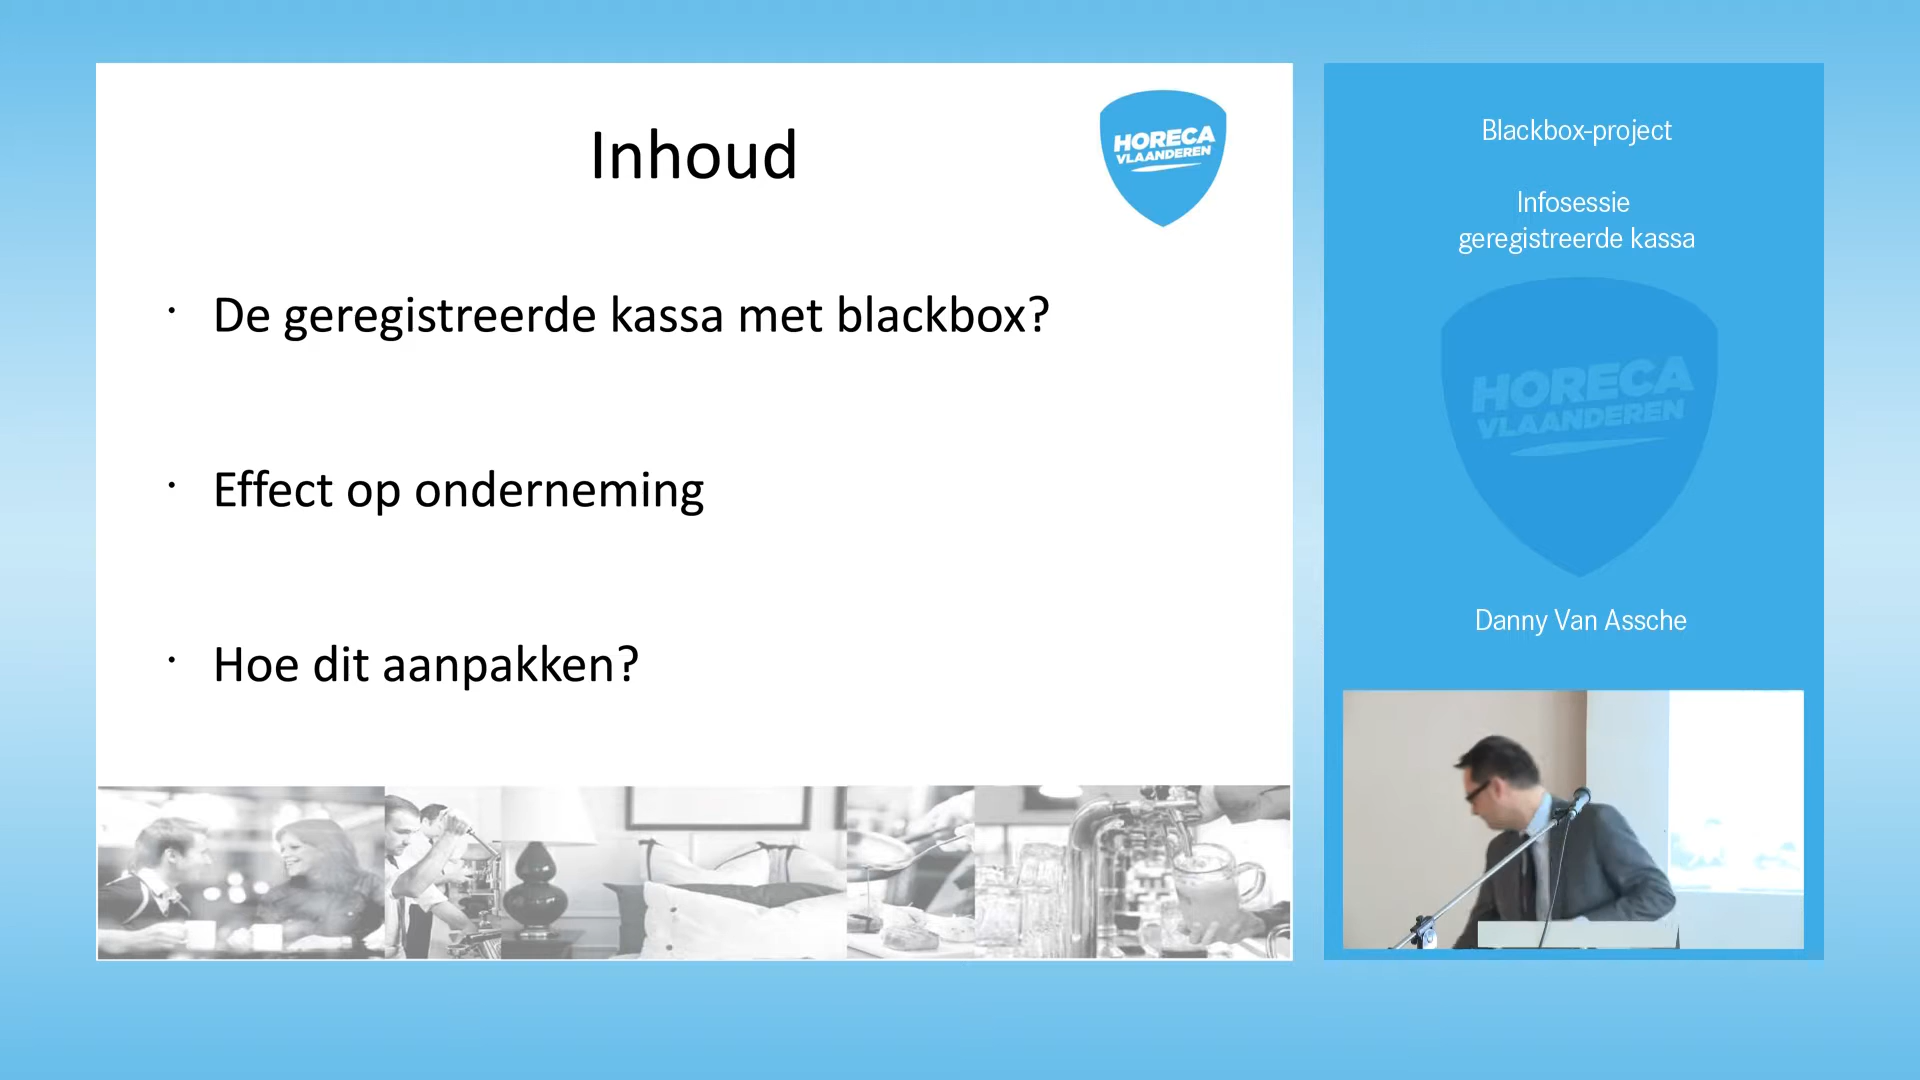 Inhoud
HORECA
VLAANDEREN
De geregistreerde kassa met blackbox?
Effect op onderneming
Hoe dit aanpakken?
Blackbox-project
Infosessie
geregistreerde kassa
HORECA
VLAANDEREN
Danny Van Assche